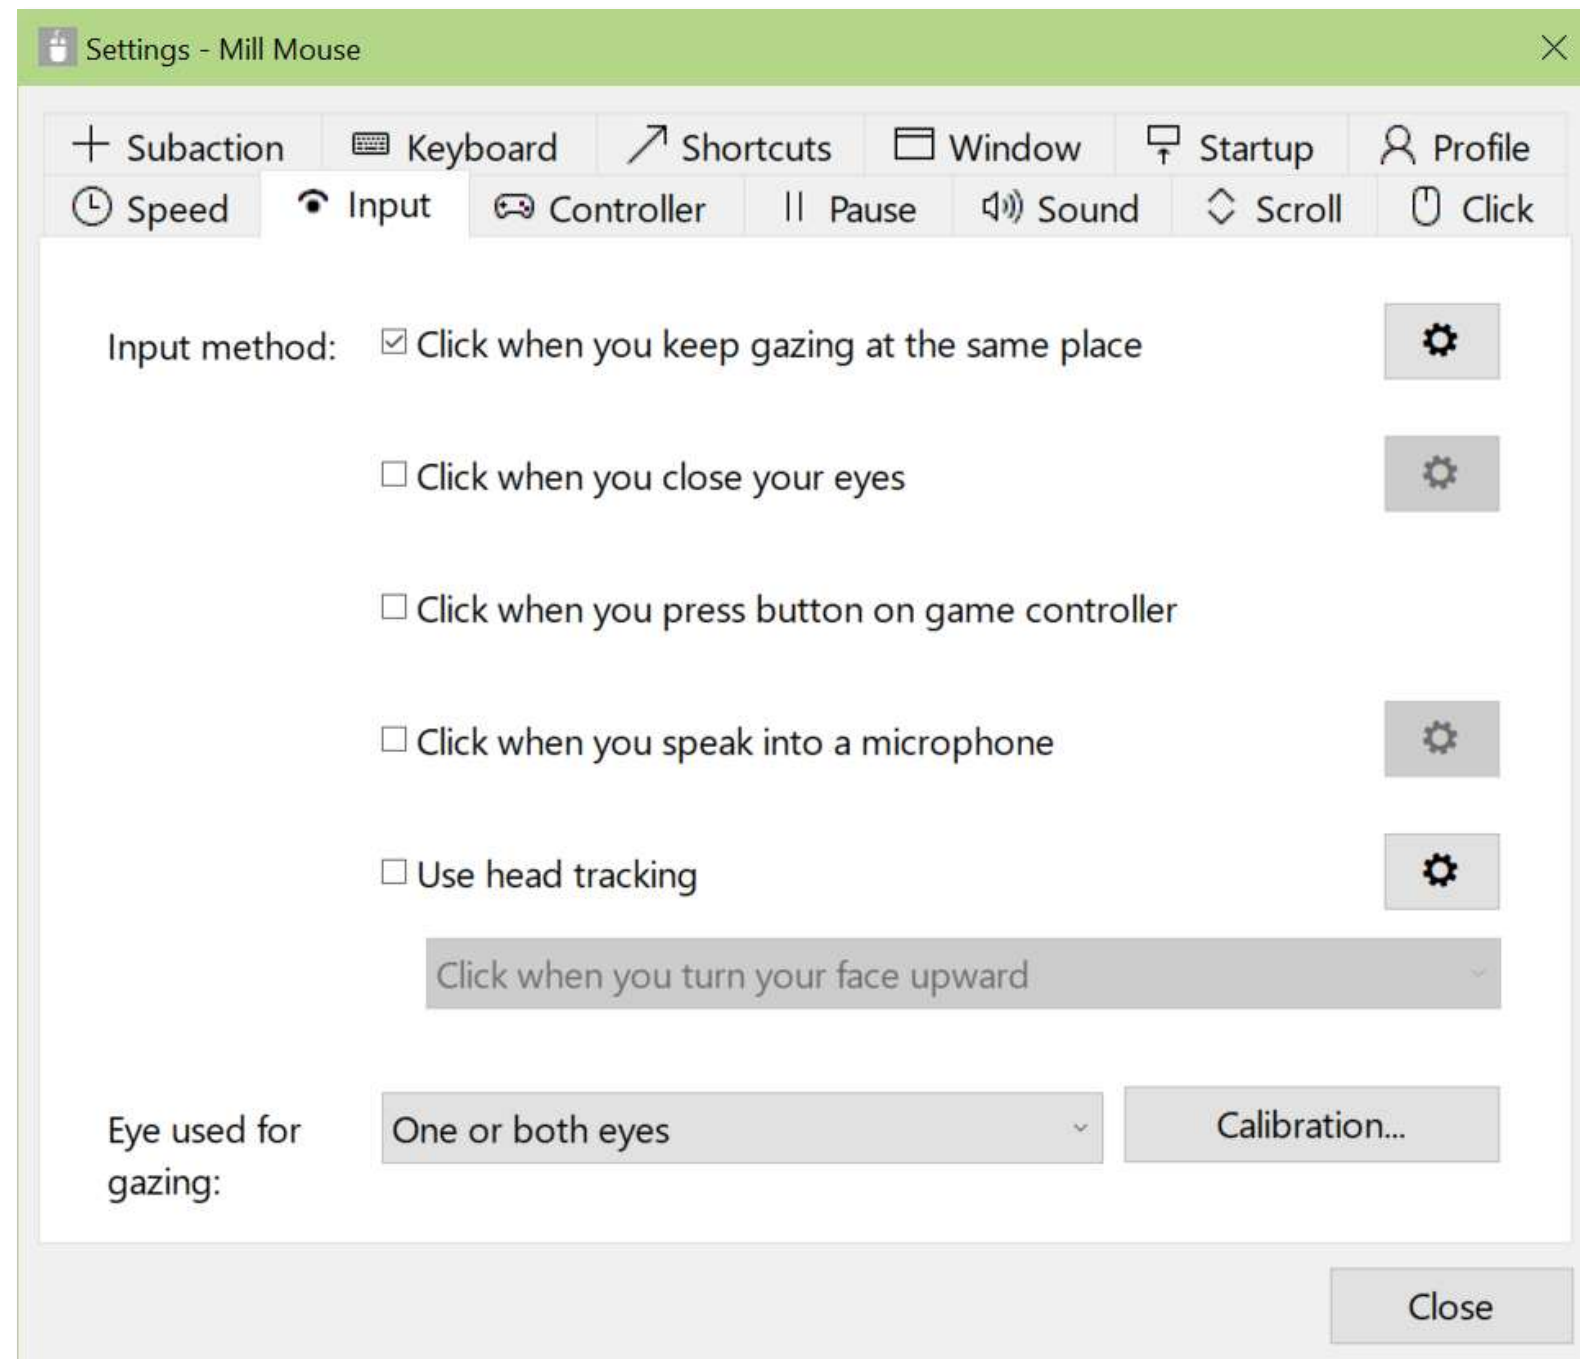 Settings - Mill Mouse
Subaction Keyboard Shortcuts Window Startup Profile
Speed Input Controller Pause Sound Scroll Click
Input method: Click when you keep gazing at the same place
Click when you close your eyes
Click when you press button on game controller
Click when you speak into a microphone
Use head tracking
Click when you turn your face upward
Eye used for
gazing:
One or both eyes
Calibration...
Close